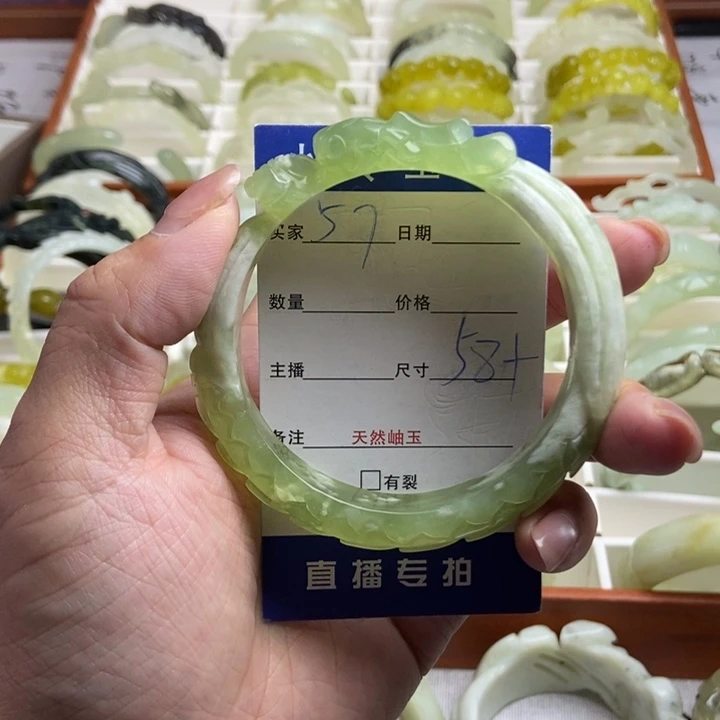 买家 57 日期
数量 价格
主播 尺寸 58+
备注 天然岫玉
□有裂
直播专拍